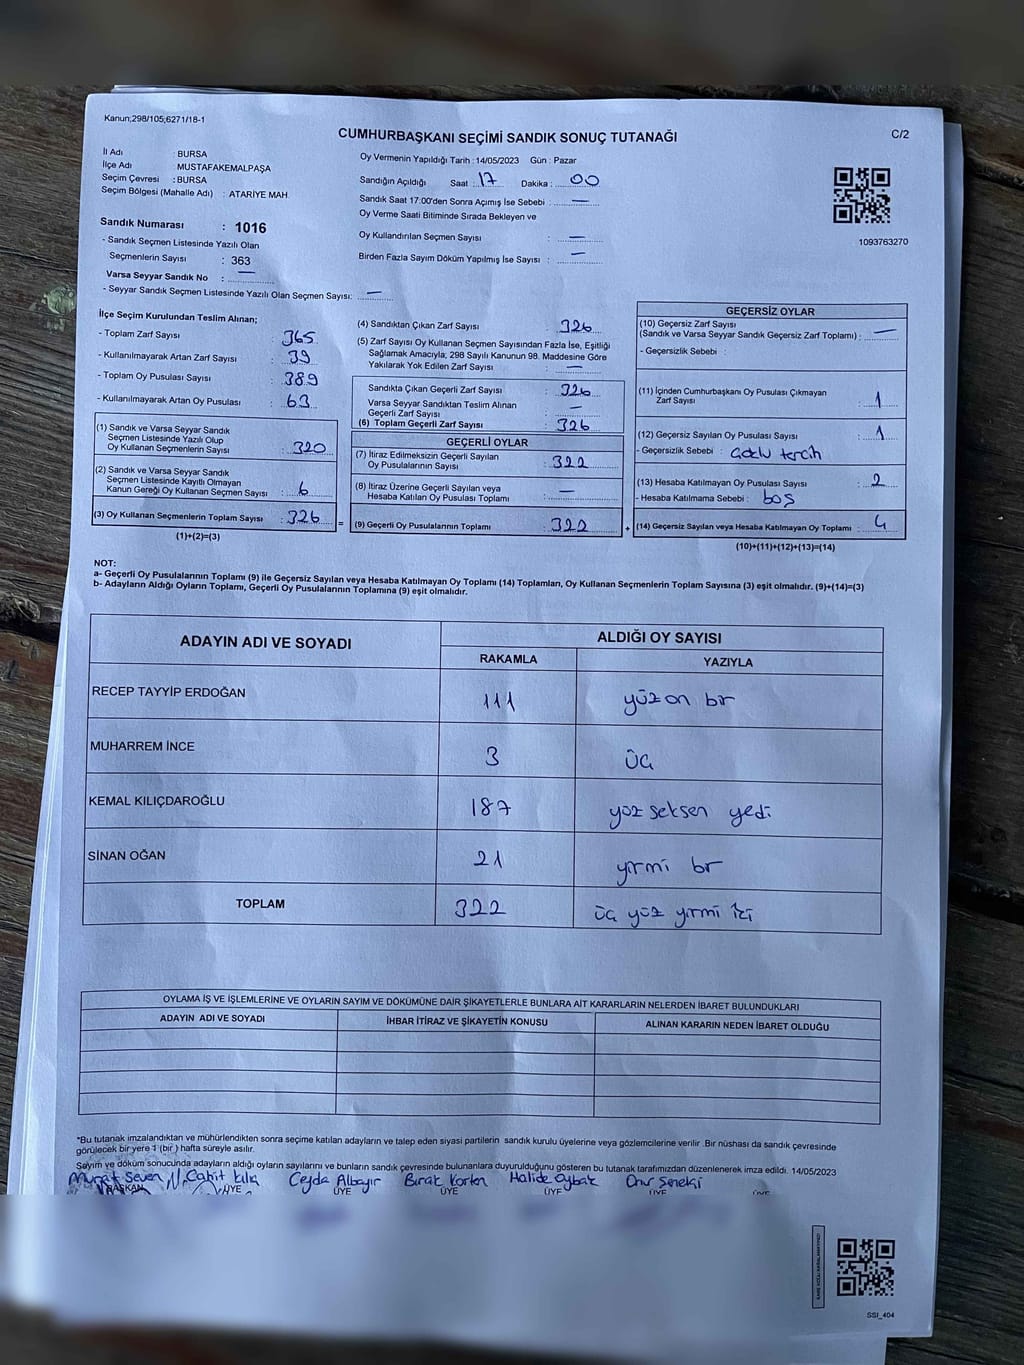 Kanun;298/105;6271/18-1
CUMHURBAŞKANI SEÇİMİ SANDIK SONUÇ TUTANAĞI
C/2
İl Adı : BURSA
İlçe Adı : MUSTAFAKEMALPAŞA
Seçim Çevresi : BURSA
Seçim Bölgesi (Mahalle Adı) : ATARİYE MAH.
Oy Vermenin Yapıldığı Tarih : 14/05/2023 Gün : Pazar
Sandığın Açıldığı Saat : 17 Dakika : 00
Sandık Saat 17:00'den Sonra Açımış İse Sebebi : —
Oy Verme Saati Bitiminde Sırada Bekleyen ve
Oy Kullandırılan Seçmen Sayısı : —
Birden Fazla Sayım Döküm Yapılmış İse Sayısı : —
1093763270
Sandık Numarası : 1016
- Sandık Seçmen Listesinde Yazılı Olan
Seçmenlerin Sayısı : 363
Varsa Seyyar Sandık No : —
- Seyyar Sandık Seçmen Listesinde Yazılı Olan Seçmen Sayısı: —
İlçe Seçim Kurulundan Teslim Alınan;
- Toplam Zarf Sayısı : 365
- Kullanılmayarak Artan Zarf Sayısı : 39
- Toplam Oy Pusulası Sayısı : 389
- Kullanılmayarak Artan Oy Pusulası : 63
(1) Sandık ve Varsa Seyyar Sandık
Seçmen Listesinde Yazılı Olup
Oy Kullanan Seçmenlerin Sayısı : 320
(2) Sandık ve Varsa Seyyar Sandık
Seçmen Listesinde Kayıtlı Olmayan
Kanun Gereği Oy Kullanan Seçmen Sayısı : 6
(3) Oy Kullanan Seçmenlerin Toplam Sayısı : 326
(1)+(2)=(3)
=
(4) Sandıktan Çıkan Zarf Sayısı : 326
(5) Zarf Sayısı Oy Kullanan Seçmen Sayısından Fazla İse, Eşitliği
Sağlamak Amacıyla, 298 Sayılı Kanunun 98. Maddesine Göre
Yakılarak Yok Edilen Zarf Sayısı : —
Sandıkta Çıkan Geçerli Zarf Sayısı : 326
Varsa Seyyar Sandıktan Teslim Alınan
Geçerli Zarf Sayısı : —
(6) Toplam Geçerli Zarf Sayısı : 326
GEÇERLİ OYLAR
(7) İtiraz Edilmeksizin Geçerli Sayılan
Oy Pusulalarının Sayısı : 322
(8) İtiraz Üzerine Geçerli Sayılan veya
Hesaba Katılan Oy Pusulası Toplamı : —
(9) Geçerli Oy Pusulalarının Toplamı : 322
+
GEÇERSİZ OYLAR
(10) Geçersiz Zarf Sayısı
(Sandık ve Varsa Seyyar Sandık Geçersiz Zarf Toplamı) : —
- Geçersizlik Sebebi :
(11) İçinden Cumhurbaşkanı Oy Pusulası Çıkmayan
Zarf Sayısı : 1
(12) Geçersiz Sayılan Oy Pusulası Sayısı : 1
- Geçersizlik Sebebi : Çoklu tercih
(13) Hesaba Katılmayan Oy Pusulası Sayısı : 2
- Hesaba Katılmama Sebebi : boş
(14) Geçersiz Sayılan veya Hesaba Katılmayan Oy Toplamı : 4
(10)+(11)+(12)+(13)=(14)
NOT:
a- Geçerli Oy Pusulalarının Toplamı (9) ile Geçersiz Sayılan veya Hesaba Katılmayan Oy Toplamı (14) Toplamları, Oy Kullanan Seçmenlerin Toplam Sayısına (3) eşit olmalıdır. (9)+(14)=(3)
b- Adayların Aldığı Oyların Toplamı, Geçerli Oy Pusulalarının Toplamına (9) eşit olmalıdır.
ADAYIN ADI VE SOYADI ALDIĞI OY SAYISI
RAKAMLA YAZIYLA
RECEP TAYYİP ERDOĞAN 111 yüz on bir
MUHARREM İNCE 3 üç
KEMAL KILIÇDAROĞLU 187 yüz seksen yedi
SİNAN OĞAN 21 yirmi bir
TOPLAM 322 üç yüz yirmi iki
OYLAMA İŞ VE İŞLEMLERİNE VE OYLARIN SAYIM VE DÖKÜMÜNE DAİR ŞİKAYETLERLE BUNLARA AİT KARARLARIN NELERDEN İBARET BULUNDUKLARI
ADAYIN ADI VE SOYADI İHBAR İTİRAZ VE ŞİKAYETİN KONUSU ALINAN KARARIN NEDEN İBARET OLDUĞU
*Bu tutanak imzalandıktan ve mühürlendikten sonra seçime katılan adayların ve talep eden siyasi partilerin sandık kurulu üyelerine veya gözlemcilerine verilir .Bir nüshası da sandık çevresinde
görülecek bir yere 1 (bir ) hafta süreyle asılır.
Sayım ve döküm sonucunda adayların aldığı oyların sayılarını ve bunların sandık çevresinde bulunanlara duyurulduğunu gösteren bu tutanak tarafımızdan düzenlenerek imza edildi. 14/05/2023
Murat Seven Cahit Kılıç Ceyda Albayır Burak Korlen Halide Aybak Onur Senekçi
BAŞKAN ÜYE ÜYE ÜYE ÜYE ÜYE ÜYE
SSI_404